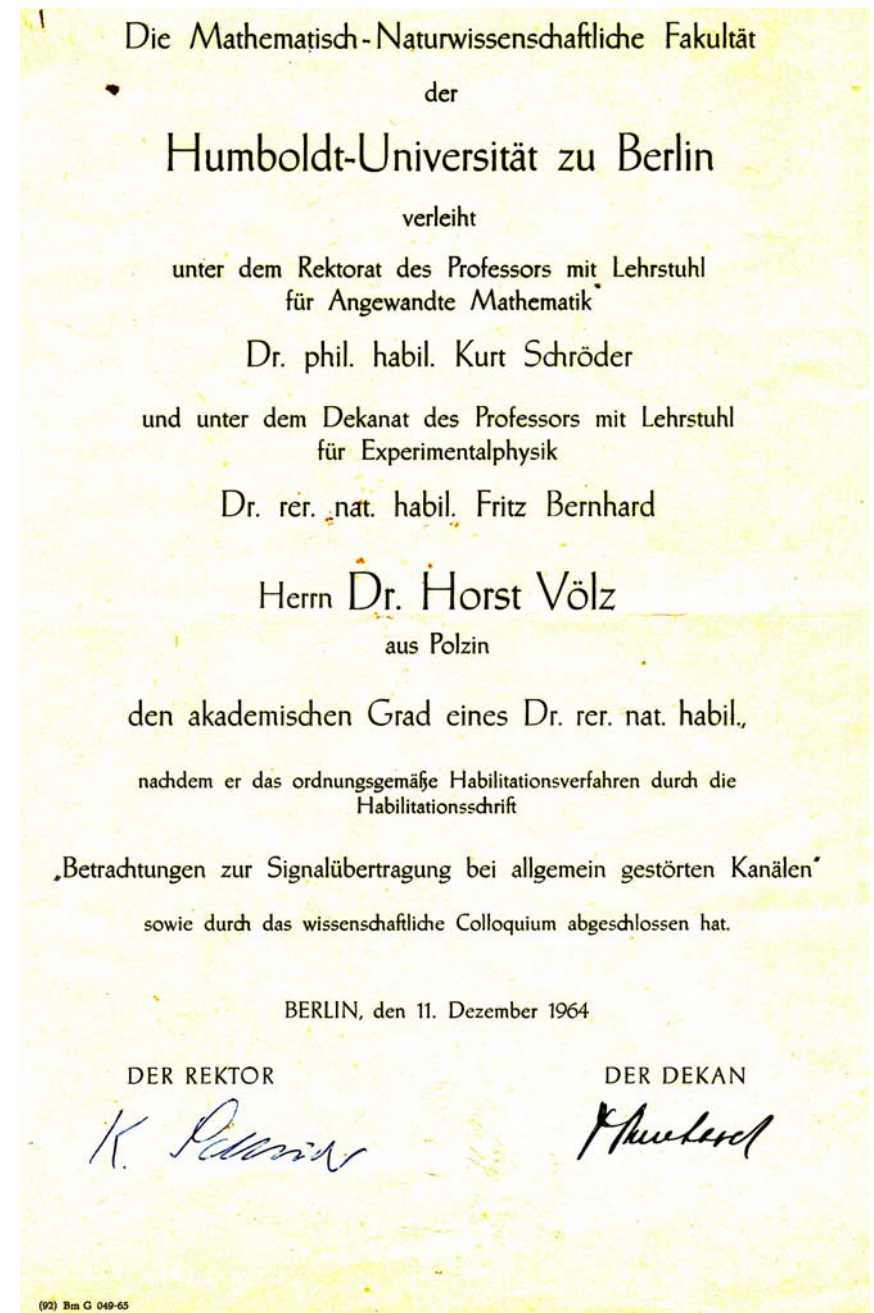 Die Mathematisch-Naturwissenschaftliche Fakultät
der
Humboldt-Universität zu Berlin
verleiht
unter dem Rektorat des Professors mit Lehrstuhl
für Angewandte Mathematik
Dr. phil. habil. Kurt Schröder
und unter dem Dekanat des Professors mit Lehrstuhl
für Experimentalphysik
Dr. rer. nat. habil. Fritz Bernhard
Herrn Dr. Horst Völz
aus Polzin
den akademischen Grad eines Dr. rer. nat. habil.,
nachdem er das ordnungsgemäße Habilitationsverfahren durch die
Habilitationsschrift
„Betrachtungen zur Signalübertragung bei allgemein gestörten Kanälen“
sowie durch das wissenschaftliche Colloquium abgeschlossen hat.
BERLIN, den 11. Dezember 1964
DER REKTOR DER DEKAN
K.
(92) Bm G 049-65